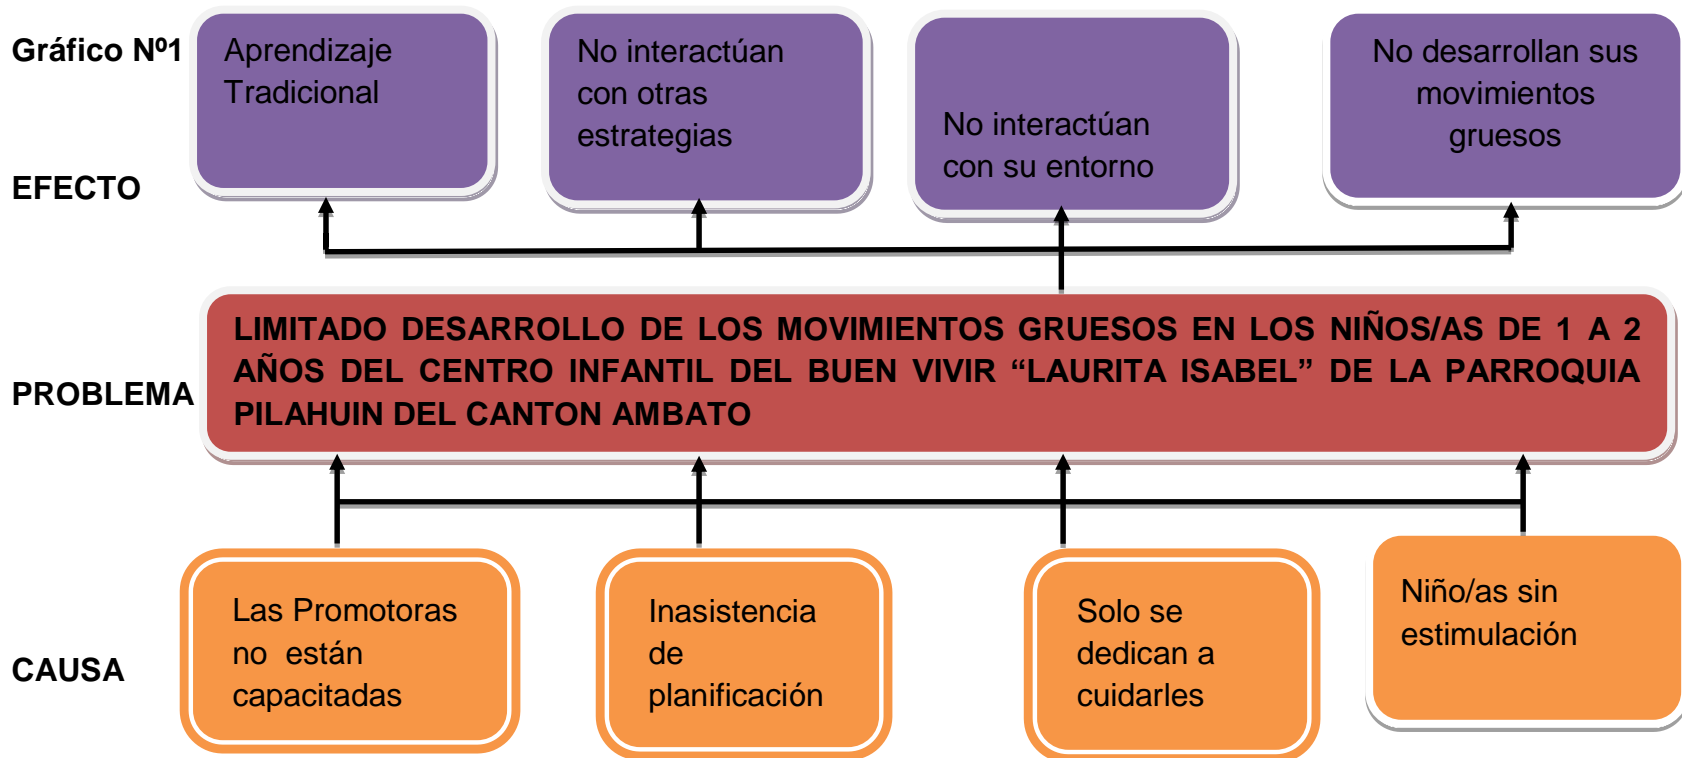 Gráfico Nº1
Aprendizaje
Tradicional
No interactúan
con otras
estrategias
No interactúan
con su entorno
No desarrollan sus
movimientos
gruesos
EFECTO
LIMITADO DESARROLLO DE LOS MOVIMIENTOS GRUESOS EN LOS NIÑOS/AS DE 1 A 2
AÑOS DEL CENTRO INFANTIL DEL BUEN VIVIR “LAURITA ISABEL” DE LA PARROQUIA
PILAHUIN DEL CANTON AMBATO
PROBLEMA
Las Promotoras
no están
capacitadas
Inasistencia
de
planificación
Solo se
dedican a
cuidarles
Niño/as sin
estimulación
CAUSA